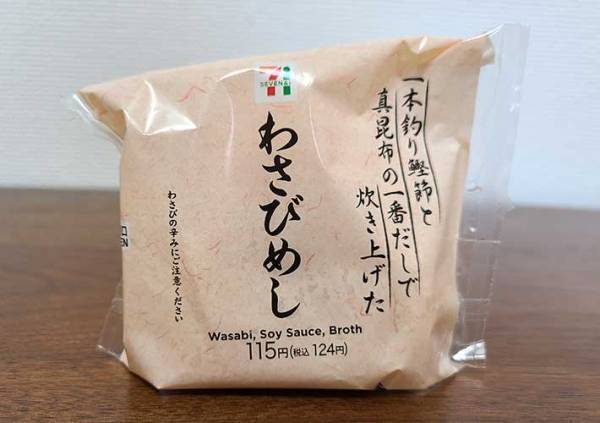 一本釣り鰹節と
真昆布の一番だしで
炊き上げた
SEVEN&i
わさびめし
わさびの辛みにご注意ください
Wasabi, Soy Sauce, Broth
115円(税込 124円)